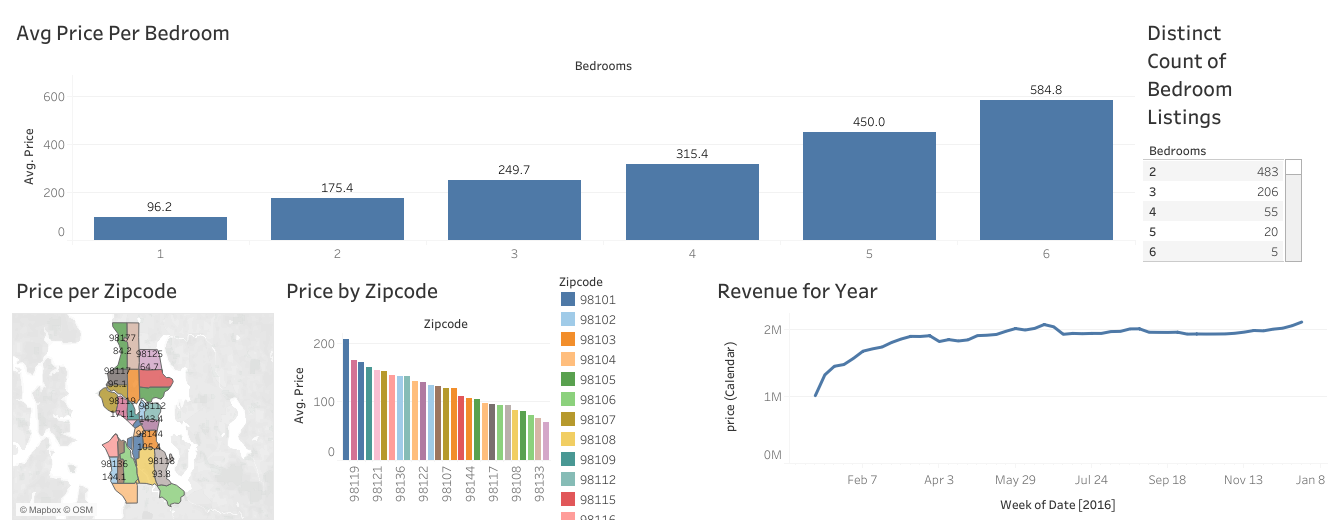 Avg Price Per Bedroom
Bedrooms
Avg. Price
600
400
200
0
96.2
175.4
249.7
315.4
450.0
584.8
1
2
3
4
5
6
Distinct
Count of
Bedroom
Listings
Bedrooms
2 483
3 206
4 55
5 20
6 5
Price per Zipcode
98177
84.2
98125
64.7
98117
95.1
98119
171.1
98112
143.4
98144
105.4
98136
144.1
98118
93.8
© Mapbox © OSM
Price by Zipcode
Zipcode
Avg. Price
200
100
0
98119
98121
98136
98122
98107
98144
98117
98108
98133
Zipcode
98101
98102
98103
98104
98105
98106
98107
98108
98109
98112
98115
98116
Revenue for Year
price (Calendar)
2M
1M
0M
Feb 7
Apr 3
May 29
Jul 24
Sep 18
Nov 13
Jan 8
Week of Date [2016]